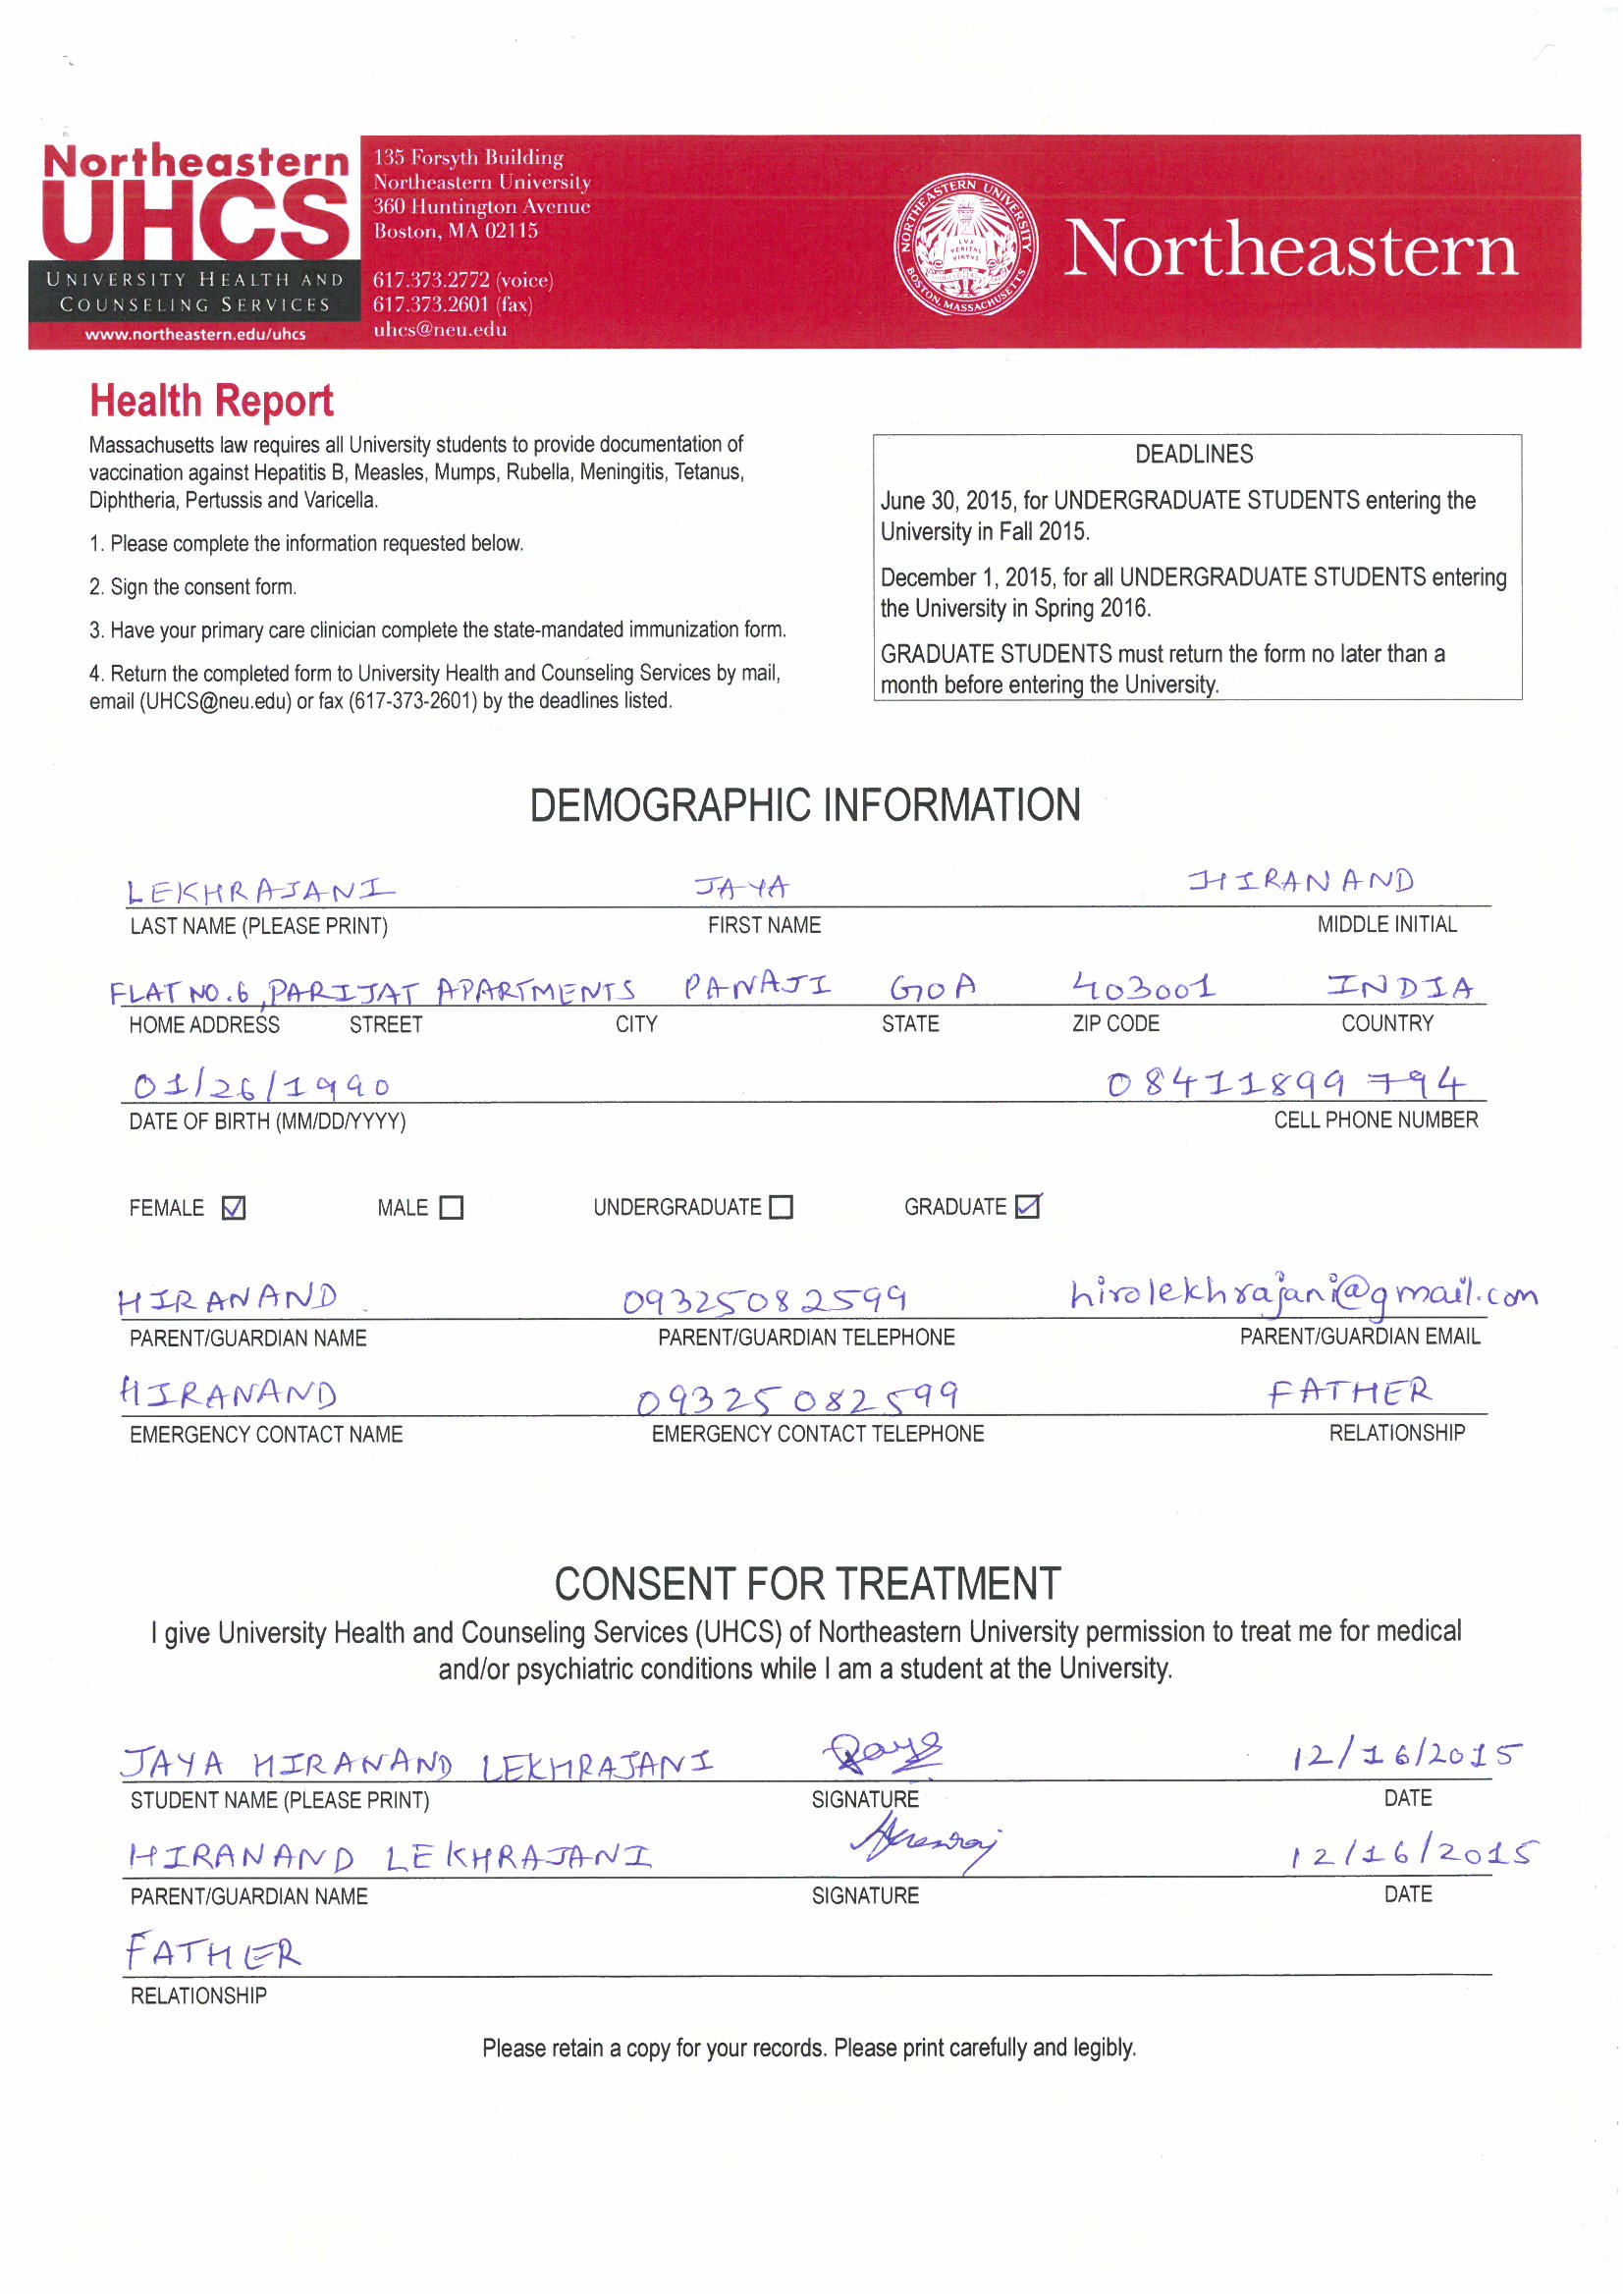 Northeastern
UHCS
UNIVERSITY HEALTH AND
COUNSELING SERVICES
www.northeastern.edu/uhcs
135 Forsyth Building
Northeastern University
360 Huntington Avenue
Boston, MA 02115
617.373.2772 (voice)
617.373.2601 (fax)
uhcs@neu.edu
NORTHEASTERN UNIVERSITY
LVX
VERITAS
VIRTVS
BOSTON, MASSACHUSETTS
Northeastern
Health Report
Massachusetts law requires all University students to provide documentation of
vaccination against Hepatitis B, Measles, Mumps, Rubella, Meningitis, Tetanus,
Diphtheria, Pertussis and Varicella.
1. Please complete the information requested below.
2. Sign the consent form.
3. Have your primary care clinician complete the state-mandated immunization form.
4. Return the completed form to University Health and Counseling Services by mail,
email (UHCS@neu.edu) or fax (617-373-2601) by the deadlines listed.
DEADLINES
June 30, 2015, for UNDERGRADUATE STUDENTS entering the
University in Fall 2015.
December 1, 2015, for all UNDERGRADUATE STUDENTS entering
the University in Spring 2016.
GRADUATE STUDENTS must return the form no later than a
month before entering the University.
DEMOGRAPHIC INFORMATION
LEKHRAJANI JAYA HIRANAND
LAST NAME (PLEASE PRINT) FIRST NAME MIDDLE INITIAL
FLAT NO.6, PARIJAT APARTMENTS PANAJI GOA 403001 INDIA
HOME ADDRESS STREET CITY STATE ZIP CODE COUNTRY
01/26/1990 08411899794
DATE OF BIRTH (MM/DD/YYYY) CELL PHONE NUMBER
FEMALE MALE UNDERGRADUATE GRADUATE
HIRANAND 09325082599 hirolekhrajani@gmail.com
PARENT/GUARDIAN NAME PARENT/GUARDIAN TELEPHONE PARENT/GUARDIAN EMAIL
HIRANAND 09325082599 FATHER
EMERGENCY CONTACT NAME EMERGENCY CONTACT TELEPHONE RELATIONSHIP
CONSENT FOR TREATMENT
I give University Health and Counseling Services (UHCS) of Northeastern University permission to treat me for medical
and/or psychiatric conditions while I am a student at the University.
JAYA HIRANAND LEKHRAJANI 12/16/2015
STUDENT NAME (PLEASE PRINT) SIGNATURE DATE
HIRANAND LEKHRAJANI 12/16/2015
PARENT/GUARDIAN NAME SIGNATURE DATE
FATHER
RELATIONSHIP
Please retain a copy for your records. Please print carefully and legibly.